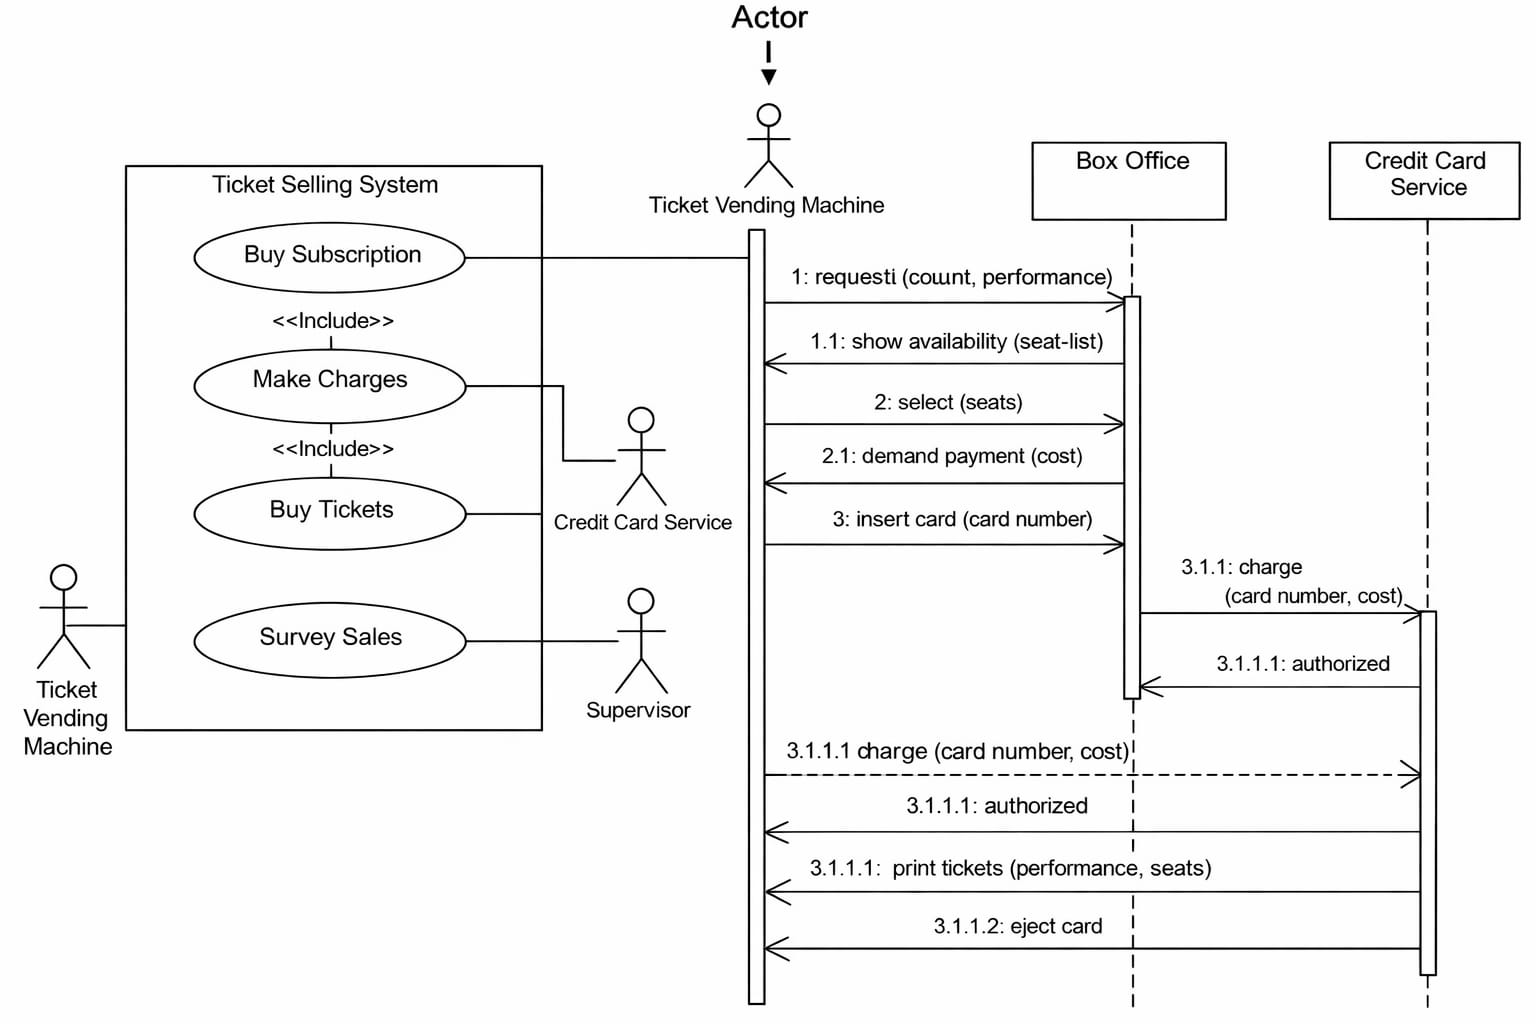 Actor
Ticket Vending Machine
Ticket Selling System
Buy Subscription
<<Include>>
Make Charges
<<Include>>
Buy Tickets
Survey Sales
Ticket
Vending
Machine
Credit Card Service
Supervisor
Box Office
Credit Card
Service
1: requesti (count, performance)
1.1: show availability (seat-list)
2: select (seats)
2.1: demand payment (cost)
3: insert card (card number)
3.1.1: charge
(card number, cost)
3.1.1.1: authorized
3.1.1.1 charge (card number, cost)
3.1.1.1: authorized
3.1.1.1: print tickets (performance, seats)
3.1.1.2: eject card